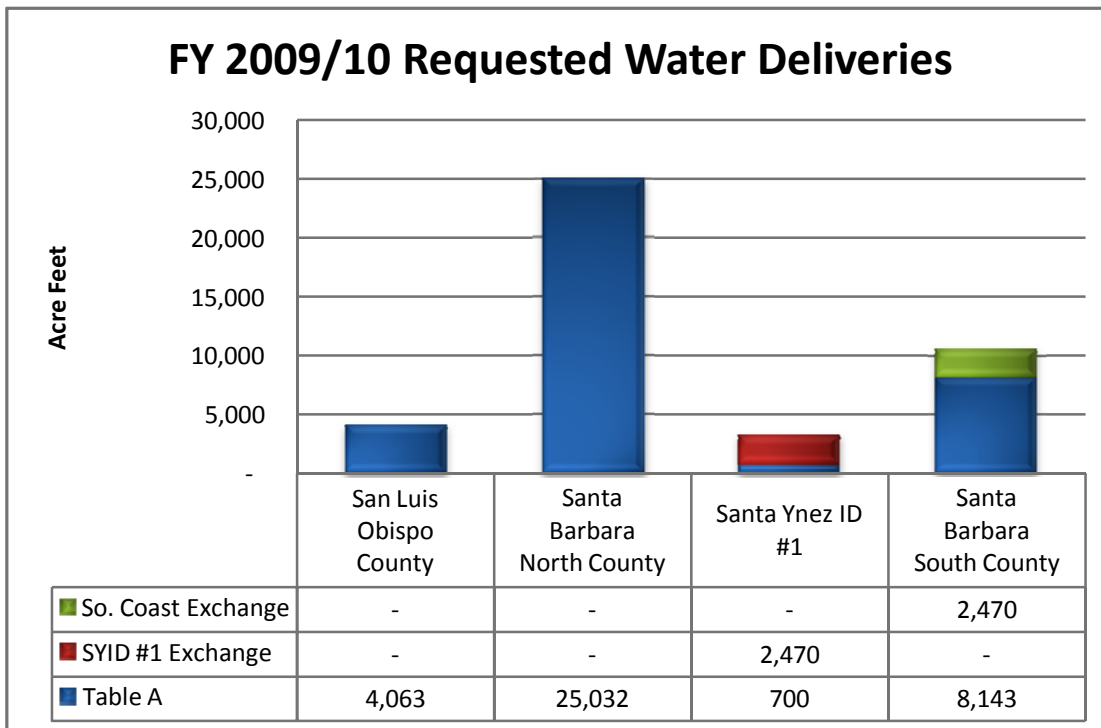 FY 2009/10 Requested Water Deliveries
Acre Feet
30,000
25,000
20,000
15,000
10,000
5,000
-
San Luis Obispo County
Santa Barbara North County
Santa Ynez ID #1
Santa Barbara South County
So. Coast Exchange - - - 2,470
SYID #1 Exchange - - 2,470 -
Table A 4,063 25,032 700 8,143